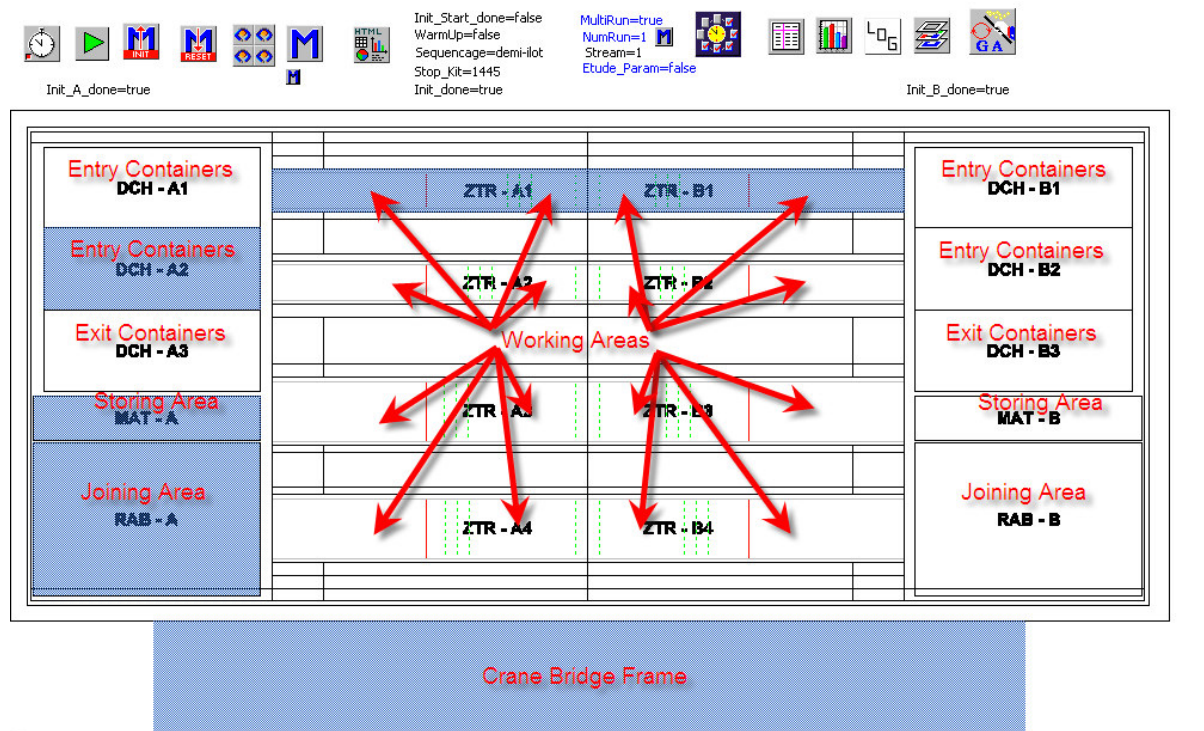 Init_Start_done=false
WarmUp=false
Sequencage=demi-ilot
Stop_Kit=1445
Init_done=true
MultiRun=true
NumRun=1 M
Stream=1
Etude_Param=false
INIT
RESET
M
M
HTML
LOG
GA
Init_A_done=true
Init_B_done=true
Entry Containers
DCH - A1
Entry Containers
DCH - A2
Exit Containers
DCH - A3
Storing Area
MAT - A
Joining Area
RAB - A
ZTR - A1
ZTR - B1
ZTR - A2
ZTR - B2
Working Areas
ZTR - A3
ZTR - B3
ZTR - A4
ZTR - B4
Entry Containers
DCH - B1
Entry Containers
DCH - B2
Exit Containers
DCH - B3
Storing Area
MAT - B
Joining Area
RAB - B
Crane Bridge Frame